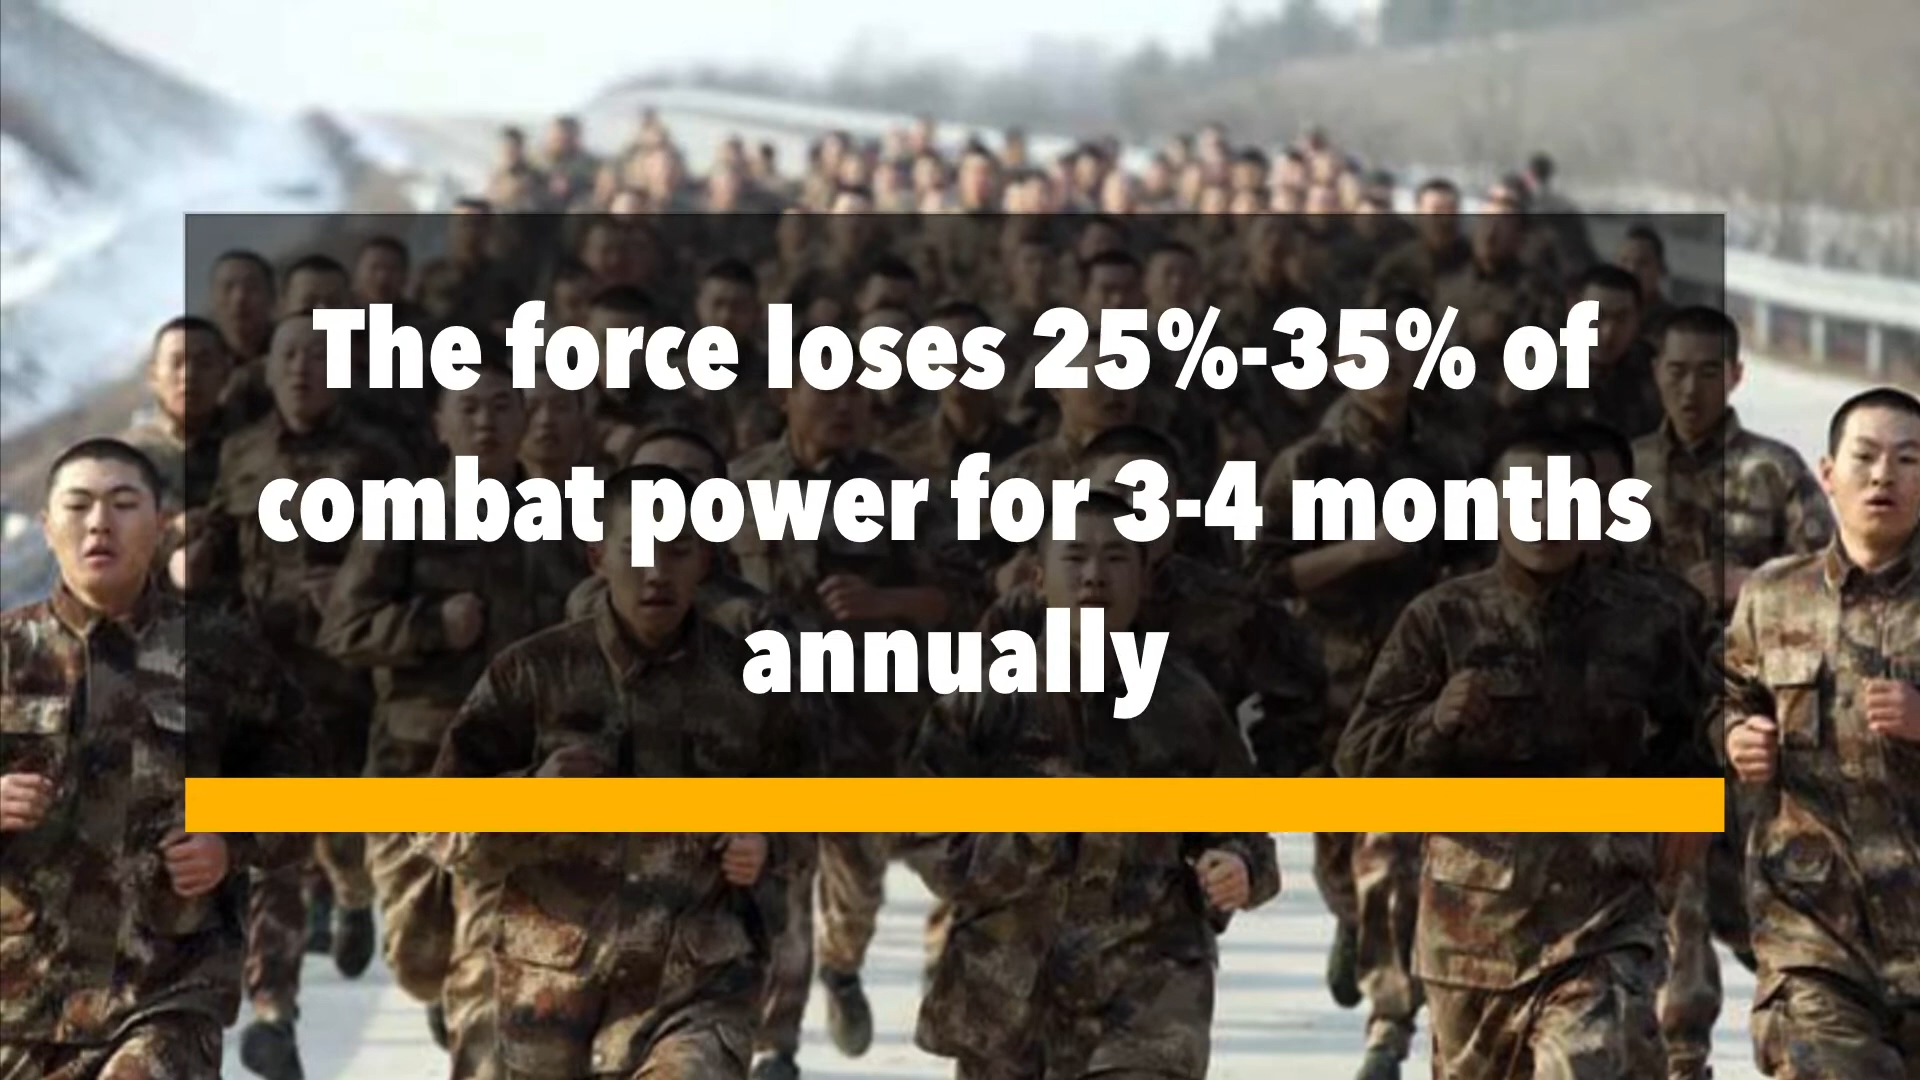 The force loses 25%-35% of
combat power for 3-4 months
annually